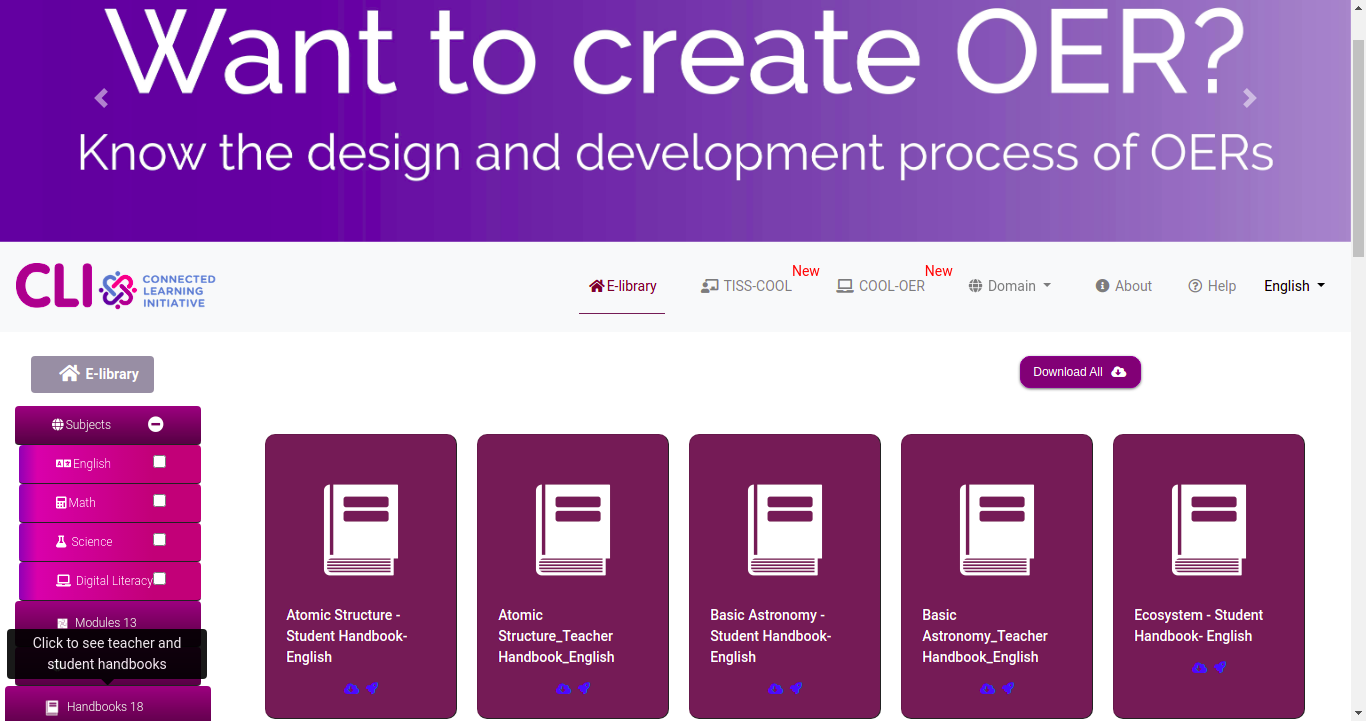 Want to create OER?
Know the design and development process of OERs
CLI
CONNECTED
LEARNING
INITIATIVE
E-library
TISS-COOL
New
COOL-OER
New
Domain
About
Help
English
E-library
Download All
Subjects
English
Math
Science
Digital Literacy
Modules 13
Click to see teacher and
student handbooks
Handbooks 18
Atomic Structure -
Student Handbook-
English
Atomic
Structure_Teacher
Handbook_English
Basic Astronomy -
Student Handbook-
English
Basic
Astronomy_Teacher
Handbook_English
Ecosystem - Student
Handbook- English